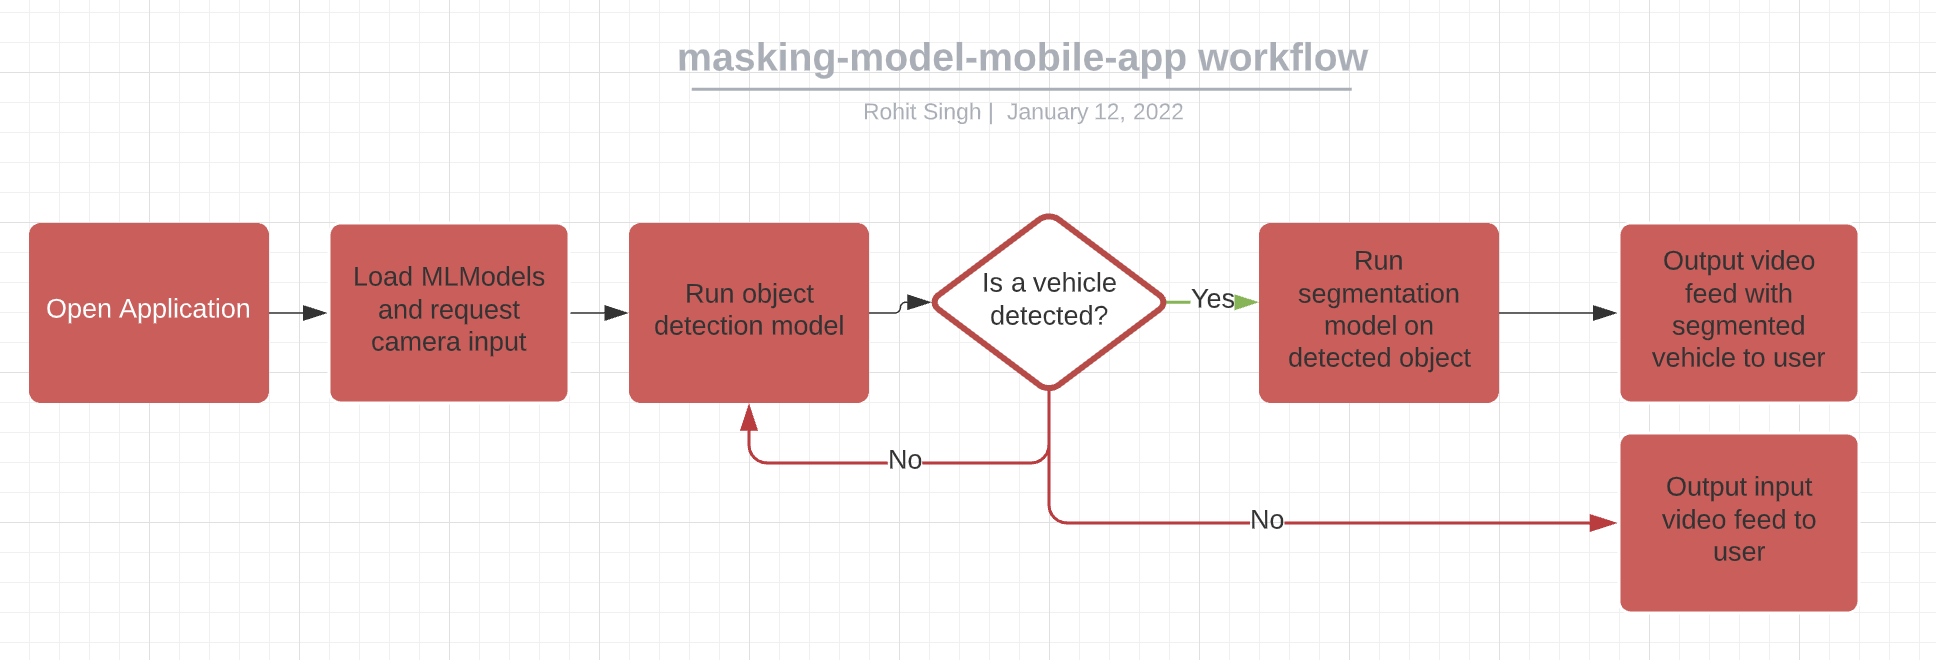 masking-model-mobile-app workflow
Rohit Singh | January 12, 2022
Open Application
Load MLModels
and request
camera input
Run object
detection model
Is a vehicle
detected?
Yes
Run
segmentation
model on
detected object
Output video
feed with
segmented
vehicle to user
No
No
Output input
video feed to
user